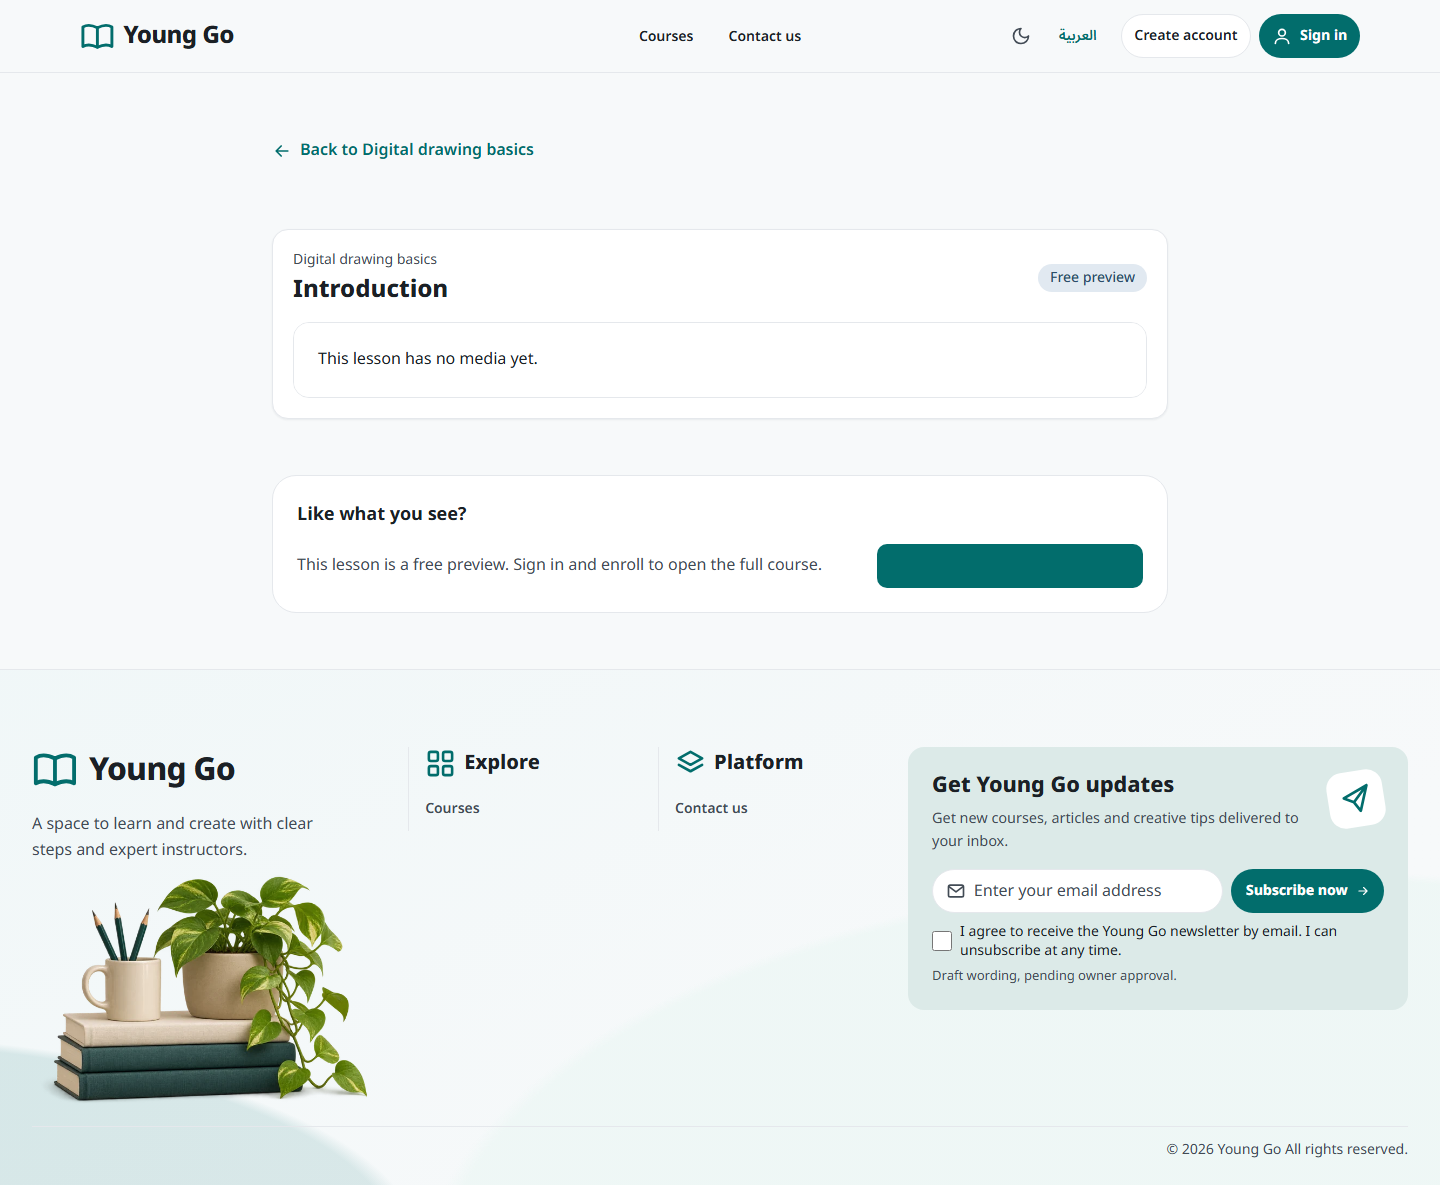 Young Go
Courses
Contact us
العربية
Create account
Sign in
Back to Digital drawing basics
Digital drawing basics
Introduction
Free preview
This lesson has no media yet.
Like what you see?
This lesson is a free preview. Sign in and enroll to open the full course.
Young Go
A space to learn and create with clear
steps and expert instructors.
Explore
Courses
Platform
Contact us
Get Young Go updates
Get new courses, articles and creative tips delivered to
your inbox.
Enter your email address
Subscribe now
I agree to receive the Young Go newsletter by email. I can
unsubscribe at any time.
Draft wording, pending owner approval.
© 2026 Young Go All rights reserved.